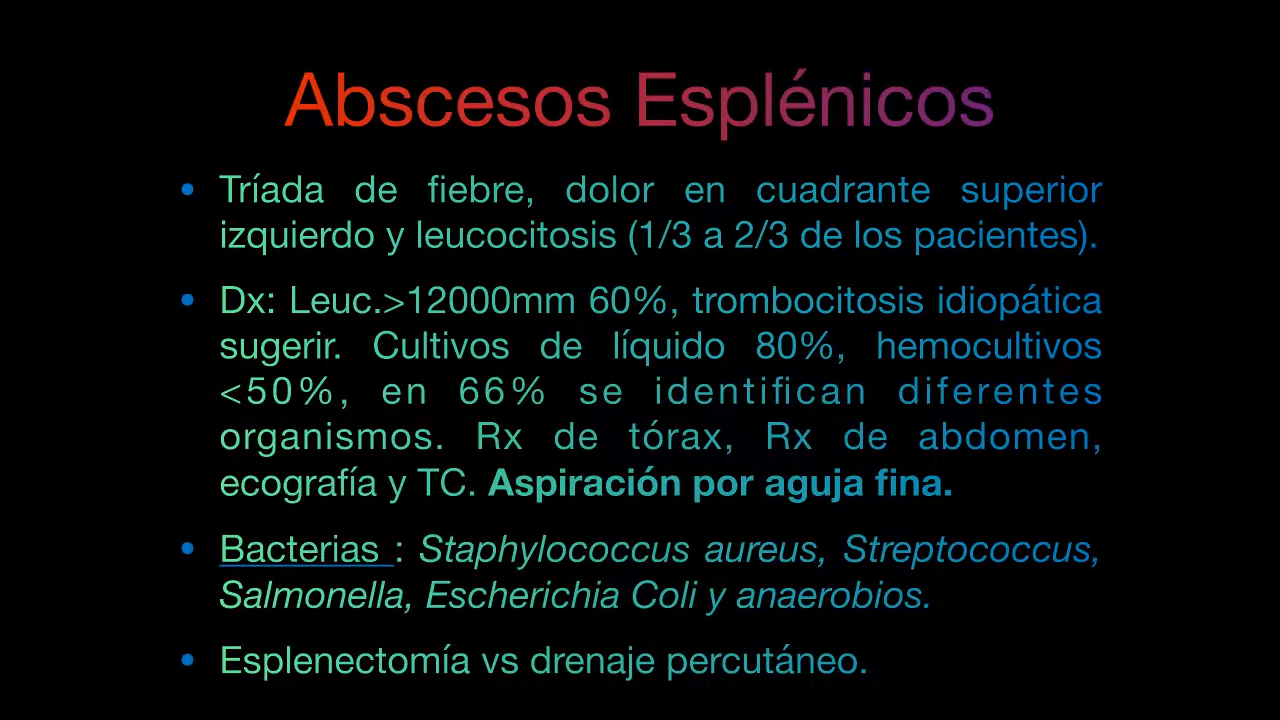 Abscesos Esplénicos
• Tríada de fiebre, dolor en cuadrante superior
izquierdo y leucocitosis (1/3 a 2/3 de los pacientes).
• Dx: Leuc.>12000mm 60%, trombocitosis idiopática
sugerir. Cultivos de líquido 80%, hemocultivos
<50%, en 66% se identifican diferentes
organismos. Rx de tórax, Rx de abdomen,
ecografía y TC. Aspiración por aguja fina.
• Bacterias : Staphylococcus aureus, Streptococcus,
Salmonella, Escherichia Coli y anaerobios.
• Esplenectomía vs drenaje percutáneo.